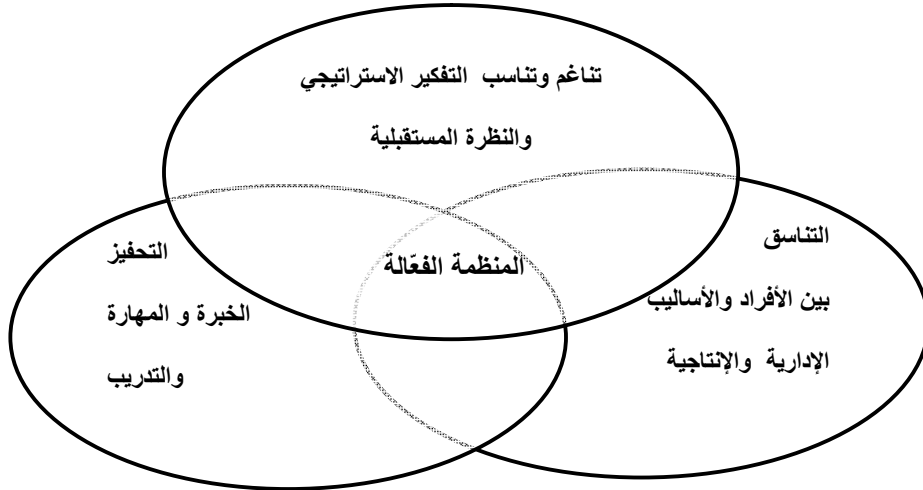 تناغم وتناسب التفكير الاستراتيجي
والنظرة المستقبلية
التناسق
بين الأفراد والأساليب
الإدارية والإنتاجية
المنظمة الفعّالة
التحفيز
الخبرة و المهارة
والتدريب